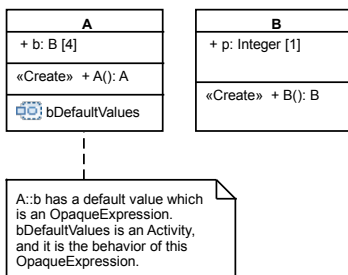 A
+ b: B [4]
«Create» + A(): A
bDefaultValues
B
+ p: Integer [1]
«Create» + B(): B
A::b has a default value which
is an OpaqueExpression.
bDefaultValues is an Activity,
and it is the behavior of this
OpaqueExpression.